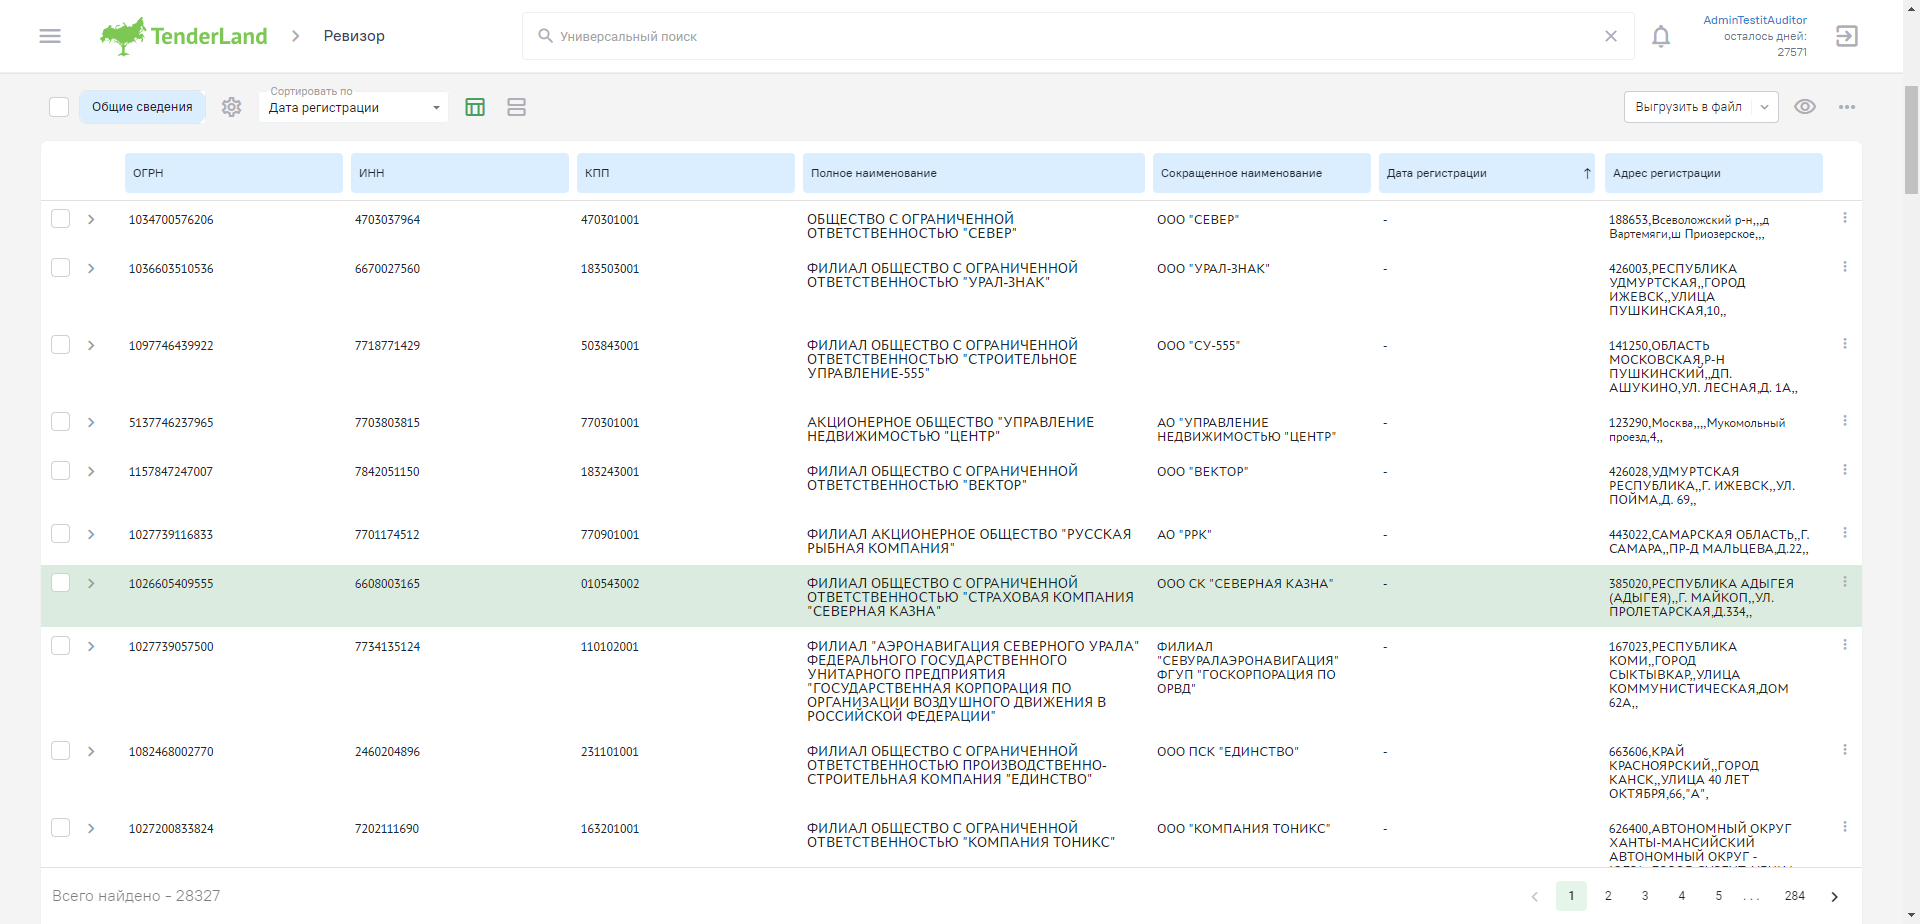 TenderLand
Ревизор
Универсальный поиск
AdminTestitAuditor
осталось дней:
27571
Общие сведения
Сортировать по
Дата регистрации
Выгрузить в файл
ОГРН ИНН КПП Полное наименование Сокращенное наименование Дата регистрации Адрес регистрации
1034700576206 4703037964 470301001 ОБЩЕСТВО С ОГРАНИЧЕННОЙ ООО "СЕВЕР" - 188653,Всеволожский р-н,,,д
ОТВЕТСТВЕННОСТЬЮ "СЕВЕР" Вартемяги,ш Приозерское,,,
1036603510536 6670027560 183503001 ФИЛИАЛ ОБЩЕСТВО С ОГРАНИЧЕННОЙ ООО "УРАЛ-ЗНАК" - 426003,РЕСПУБЛИКА
ОТВЕТСТВЕННОСТЬЮ "УРАЛ-ЗНАК" УДМУРТСКАЯ,,ГОРОД
ИЖЕВСК,,УЛИЦА
ПУШКИНСКАЯ,10,,
1097746439922 7718771429 503843001 ФИЛИАЛ ОБЩЕСТВО С ОГРАНИЧЕННОЙ ООО "СУ-555" - 141250,ОБЛАСТЬ
ОТВЕТСТВЕННОСТЬЮ "СТРОИТЕЛЬНОЕ МОСКОВСКАЯ,Р-Н
УПРАВЛЕНИЕ-555" ПУШКИНСКИЙ,,ДП.
АШУКИНО,УЛ. ЛЕСНАЯ,Д. 1А,,
5137746237965 7703803815 770301001 АКЦИОНЕРНОЕ ОБЩЕСТВО "УПРАВЛЕНИЕ АО "УПРАВЛЕНИЕ - 123290,Москва,,,,Мукомольный
НЕДВИЖИМОСТЬЮ "ЦЕНТР" НЕДВИЖИМОСТЬЮ "ЦЕНТР" проезд,4,,
1157847247007 7842051150 183243001 ФИЛИАЛ ОБЩЕСТВО С ОГРАНИЧЕННОЙ ООО "ВЕКТОР" - 426028,УДМУРТСКАЯ
ОТВЕТСТВЕННОСТЬЮ "ВЕКТОР" РЕСПУБЛИКА,,Г. ИЖЕВСК,,УЛ.
ПОЙМА,Д. 69,,
1027739116833 7701174512 770901001 ФИЛИАЛ АКЦИОНЕРНОЕ ОБЩЕСТВО "РУССКАЯ АО "РРК" - 443022,САМАРСКАЯ ОБЛАСТЬ,,Г.
РЫБНАЯ КОМПАНИЯ" САМАРА,,ПР-Д МАЛЬЦЕВА,Д.22,,
1026605409555 6608003165 010543002 ФИЛИАЛ ОБЩЕСТВО С ОГРАНИЧЕННОЙ ООО СК "СЕВЕРНАЯ КАЗНА" - 385020,РЕСПУБЛИКА АДЫГЕЯ
ОТВЕТСТВЕННОСТЬЮ "СТРАХОВАЯ КОМПАНИЯ (АДЫГЕЯ),,Г. МАЙКОП,,УЛ.
"СЕВЕРНАЯ КАЗНА" ПРОЛЕТАРСКАЯ,Д.334,,
1027739057500 7734135124 110102001 ФИЛИАЛ "АЭРОНАВИГАЦИЯ СЕВЕРНОГО УРАЛА" ФИЛИАЛ - 167023,РЕСПУБЛИКА
ФЕДЕРАЛЬНОГО ГОСУДАРСТВЕННОГО "СЕВУРАЛАЭРОНАВИГАЦИЯ" КОМИ,,ГОРОД
УНИТАРНОГО ПРЕДПРИЯТИЯ ФГУП "ГОСКОРПОРАЦИЯ ПО СЫКТЫВКАР,,УЛИЦА
"ГОСУДАРСТВЕННАЯ КОРПОРАЦИЯ ПО ОРВД" КОММУНИСТИЧЕСКАЯ,ДОМ
ОРГАНИЗАЦИИ ВОЗДУШНОГО ДВИЖЕНИЯ В 62А,,
РОССИЙСКОЙ ФЕДЕРАЦИИ"
1082468002770 2460204896 231101001 ФИЛИАЛ ОБЩЕСТВО С ОГРАНИЧЕННОЙ ООО ПСК "ЕДИНСТВО" - 663606,КРАЙ
ОТВЕТСТВЕННОСТЬЮ ПРОИЗВОДСТВЕННО- КРАСНОЯРСКИЙ,,ГОРОД
СТРОИТЕЛЬНАЯ КОМПАНИЯ "ЕДИНСТВО" КАНСК,,УЛИЦА 40 ЛЕТ
ОКТЯБРЯ,66,"А",
1027200833824 7202111690 163201001 ФИЛИАЛ ОБЩЕСТВО С ОГРАНИЧЕННОЙ ООО "КОМПАНИЯ ТОНИКС" - 626400,АВТОНОМНЫЙ ОКРУГ
ОТВЕТСТВЕННОСТЬЮ "КОМПАНИЯ ТОНИКС" ХАНТЫ-МАНСИЙСКИЙ
АВТОНОМНЫЙ ОКРУГ -
Всего найдено - 28327
1 2 3 4 5 ... 284